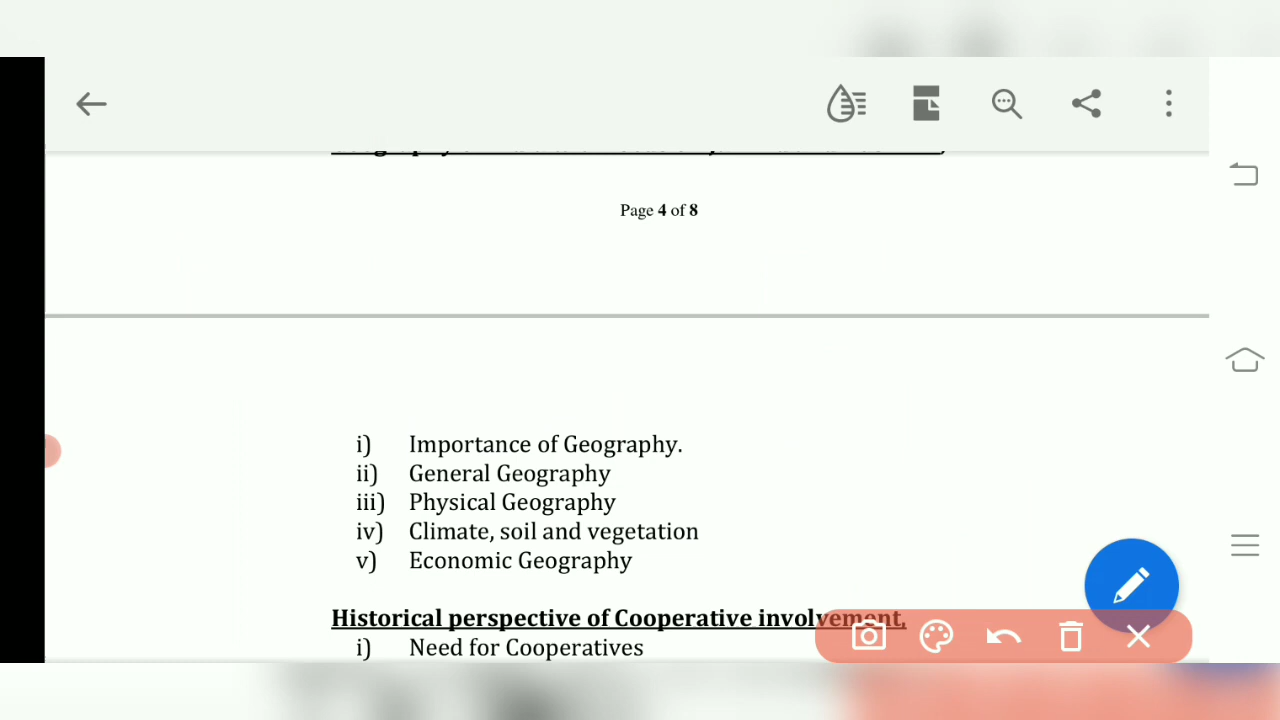 Page 4 of 8
i) Importance of Geography.
ii) General Geography
iii) Physical Geography
iv) Climate, soil and vegetation
v) Economic Geography
Historical perspective of Cooperative involvement,
i) Need for Cooperatives